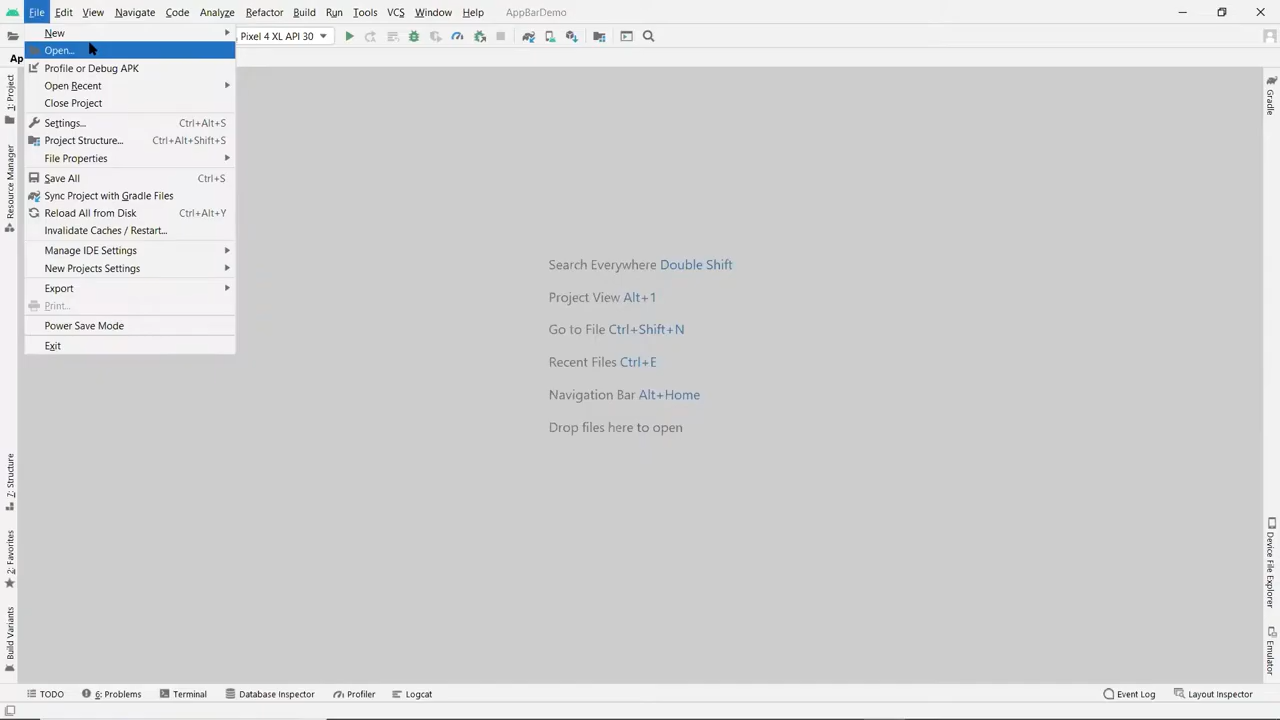 File Edit View Navigate Code Analyze Refactor Build Run Tools VCS Window Help AppBarDemo
Pixel 4 XL API 30
Ap
New
Open...
Profile or Debug APK
Open Recent
Close Project
Settings... Ctrl+Alt+S
Project Structure... Ctrl+Alt+Shift+S
File Properties
Save All Ctrl+S
Sync Project with Gradle Files
Reload All from Disk Ctrl+Alt+Y
Invalidate Caches / Restart...
Manage IDE Settings
New Projects Settings
Export
Print...
Power Save Mode
Exit
Search Everywhere Double Shift
Project View Alt+1
Go to File Ctrl+Shift+N
Recent Files Ctrl+E
Navigation Bar Alt+Home
Drop files here to open
1: Project
Resource Manager
7: Structure
2: Favorites
Build Variants
Gradle
Device File Explorer
Emulator
TODO 6: Problems Terminal Database Inspector Profiler Logcat Event Log Layout Inspector